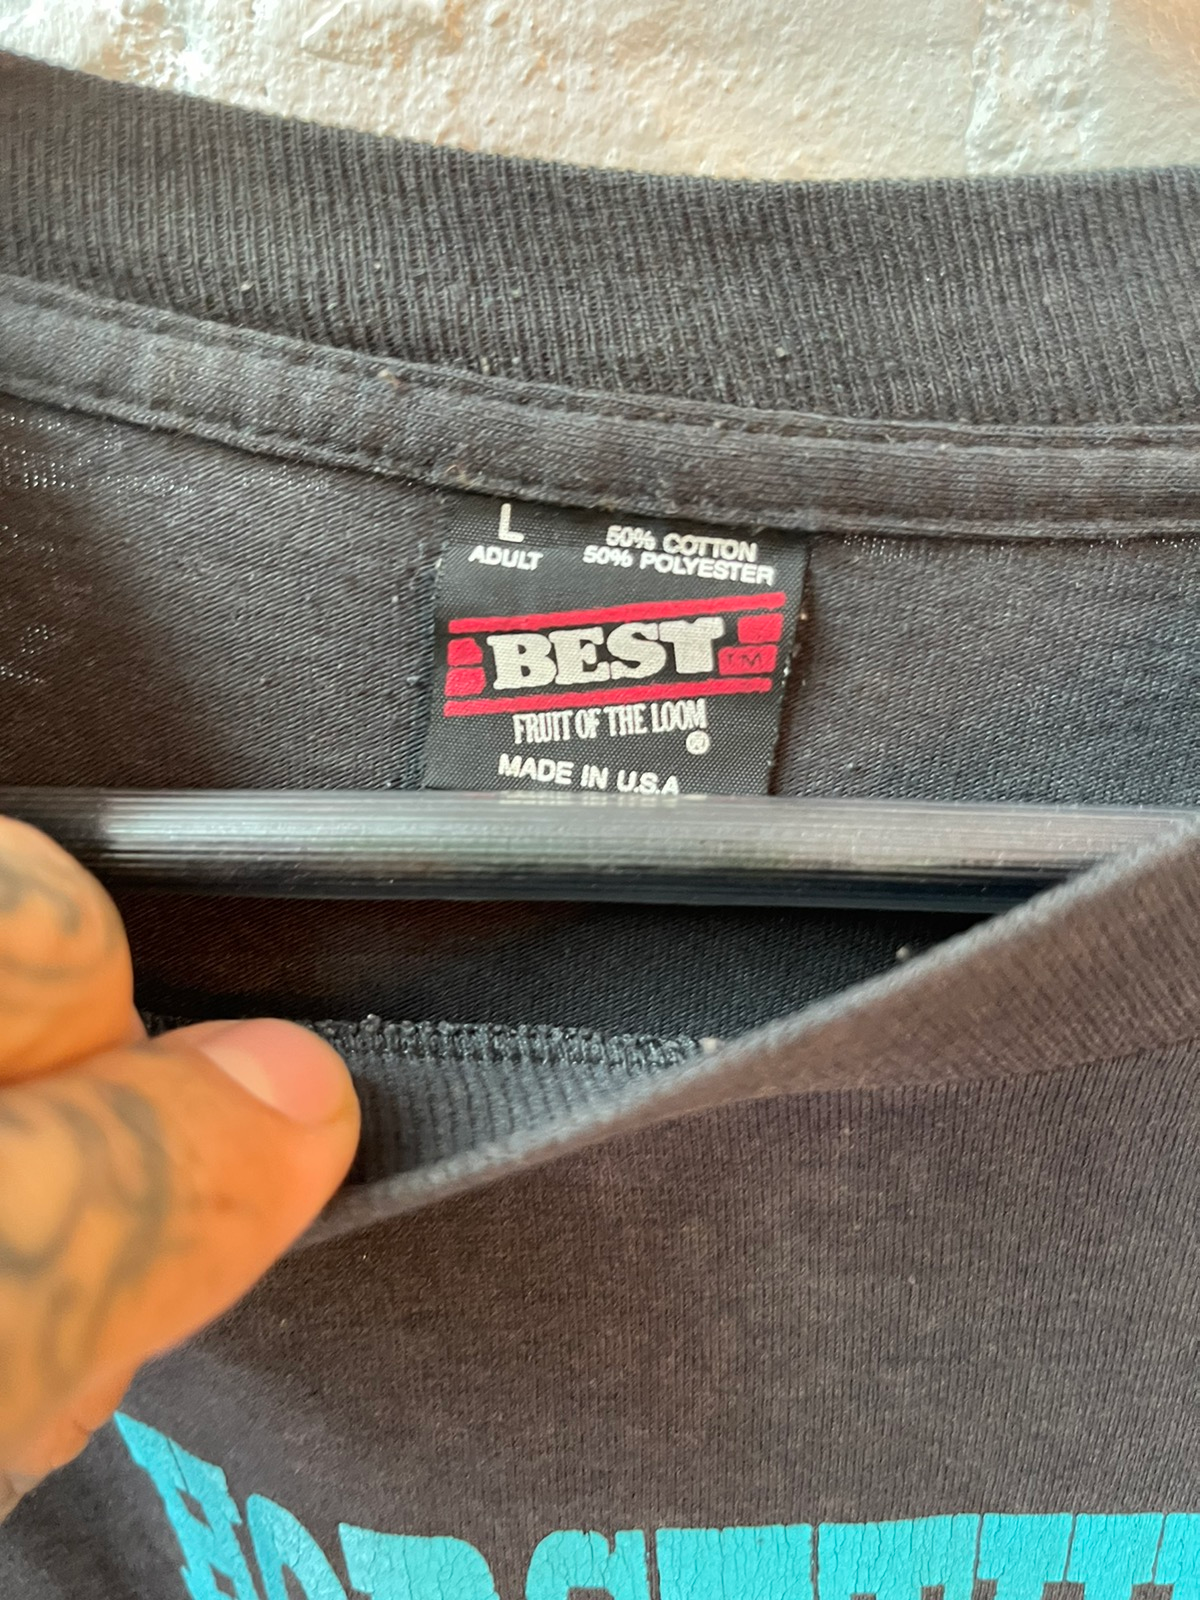 L
ADULT
50% COTTON
50% POLYESTER
BEST TM
FRUIT OF THE LOOM
®
MADE IN U.S.A